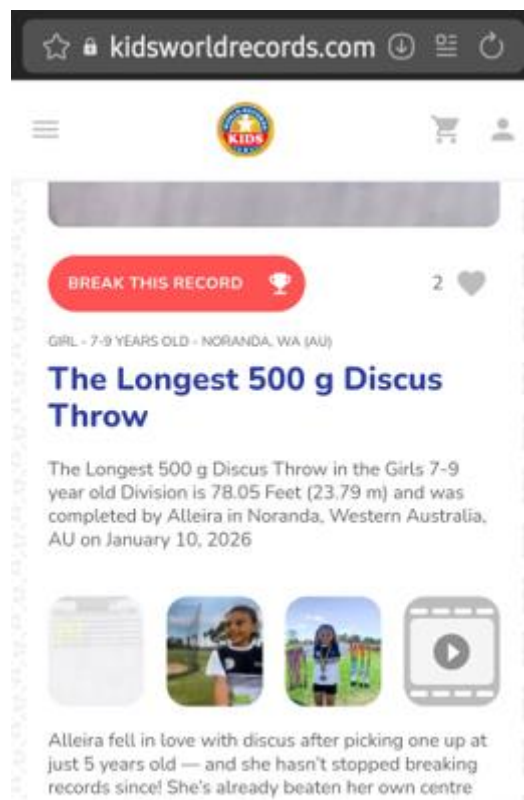 kidsworldrecords.com
KIDS
BREAK THIS RECORD
2
GIRL - 7-9 YEARS OLD - NORANDA, WA (AU)
The Longest 500 g Discus
Throw
The Longest 500 g Discus Throw in the Girls 7-9
year old Division is 78.05 Feet (23.79 m) and was
completed by Alleira in Noranda, Western Australia,
AU on January 10, 2026
Alleira fell in love with discus after picking one up at
just 5 years old — and she hasn't stopped breaking
records since! She's already beaten her own centre